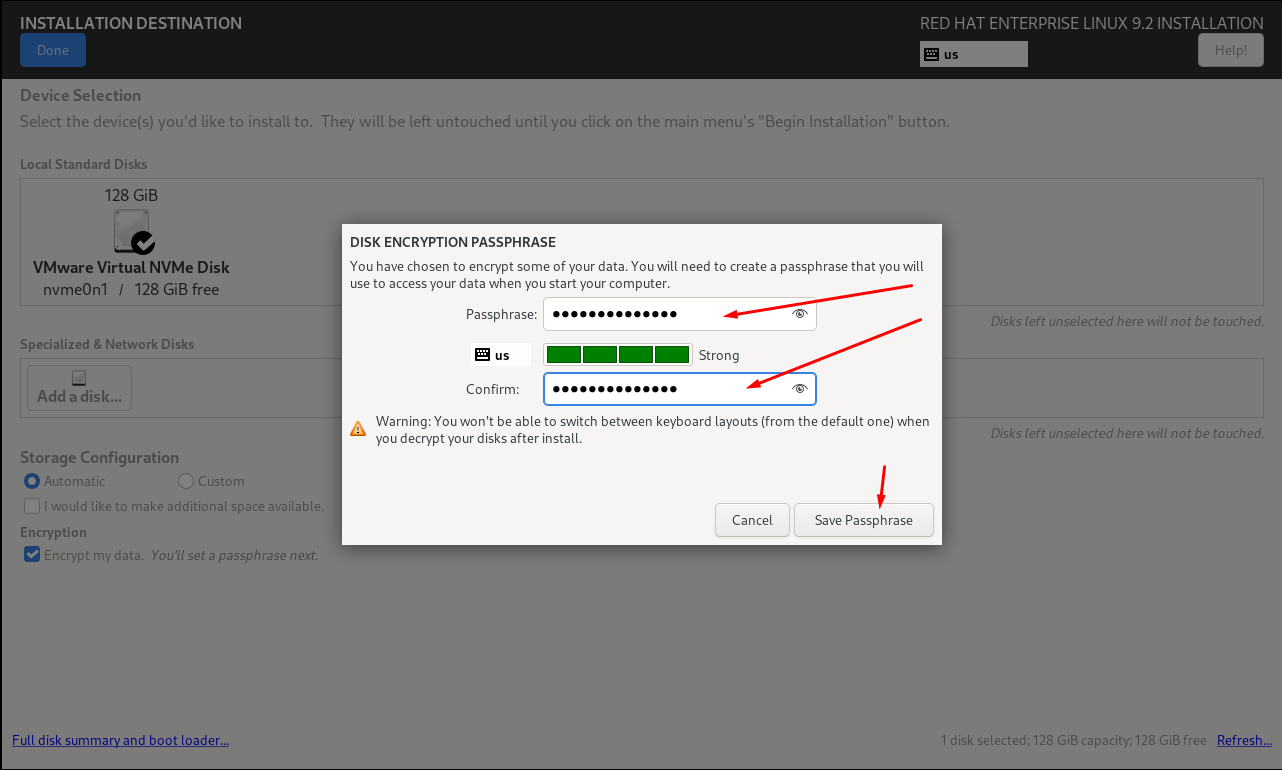 INSTALLATION DESTINATION
RED HAT ENTERPRISE LINUX 9.2 INSTALLATION
Done
us
Help!
Device Selection
Select the device(s) you'd like to install to.  They will be left untouched until you click on the main menu's "Begin Installation" button.
Local Standard Disks
128 GiB
VMware Virtual NVMe Disk
nvme0n1 / 128 GiB free
Disks left unselected here will not be touched.
Specialized & Network Disks
Add a disk...
Disks left unselected here will not be touched.
Storage Configuration
Automatic
Custom
I would like to make additional space available.
Encryption
Encrypt my data. You'll set a passphrase next.
DISK ENCRYPTION PASSPHRASE
You have chosen to encrypt some of your data. You will need to create a passphrase that you will
use to access your data when you start your computer.
Passphrase: ●●●●●●●●●●●●●●
us
Strong
Confirm: ●●●●●●●●●●●●●●
Warning: You won't be able to switch between keyboard layouts (from the default one) when
you decrypt your disks after install.
Cancel
Save Passphrase
Full disk summary and boot loader...
1 disk selected; 128 GiB capacity; 128 GiB free
Refresh...